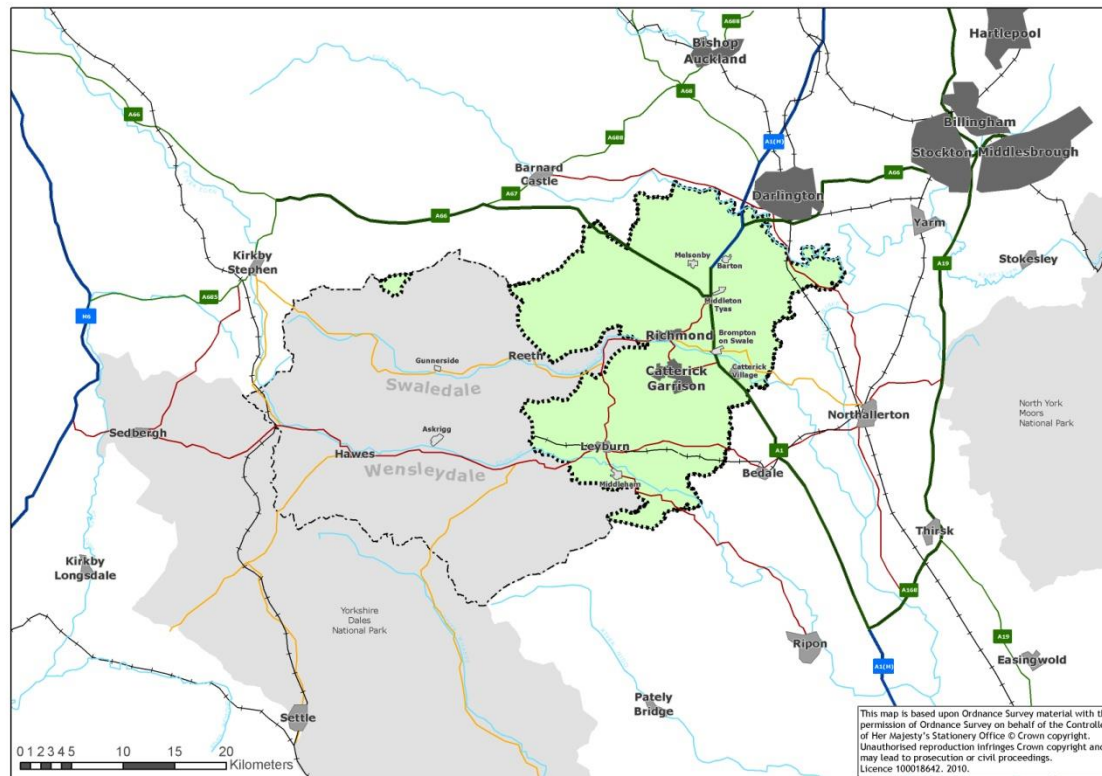 Hartlepool
A688
Bishop
Auckland
A68
A66
Billingham
A1(M)
A688
Stockton
Middlesbrough
Barnard
Castle
A66
Darlington
A67
A66
Yarm
Kirkby
Stephen
Melsonby
Barton
Stokesley
A19
A685
Middleton
Tyas
M6
Richmond
Brompton
on Swale
Reeth
Gunnerside
Catterick
Garrison
Catterick
Village
Swaledale
North York
Moors
National Park
Northallerton
Sedbergh
Askrigg
Leyburn
A1
Hawes
Wensleydale
Bedale
Middleham
Thirsk
Kirkby
Longsdale
A168
Yorkshire
Dales
National Park
Ripon
A19
Easingwold
A1(M)
Pately
Bridge
Settle
0 1 2 3 4 5 10 15 20
Kilometers
This map is based upon Ordnance Survey material with th
permission of Ordnance Survey on behalf of the Controlle
of Her Majesty's Stationery Office © Crown copyright.
Unauthorised reproduction infringes Crown copyright and
may lead to prosecution or civil proceedings.
Licence 100018642. 2010.